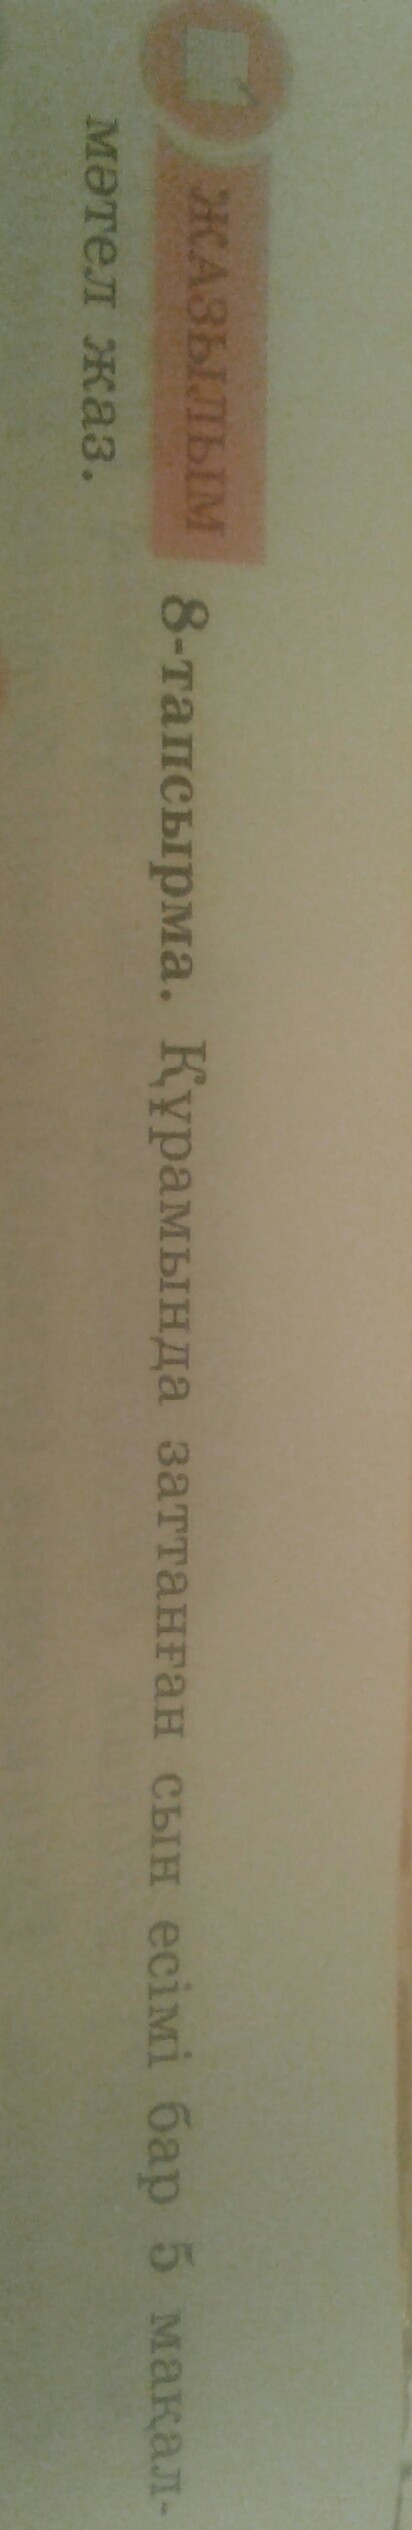 ЖАЗЫЛЫМ 8-тапсырма. Құрамында заттанған сын есімі бар 5 мақал-
мәтел жаз.